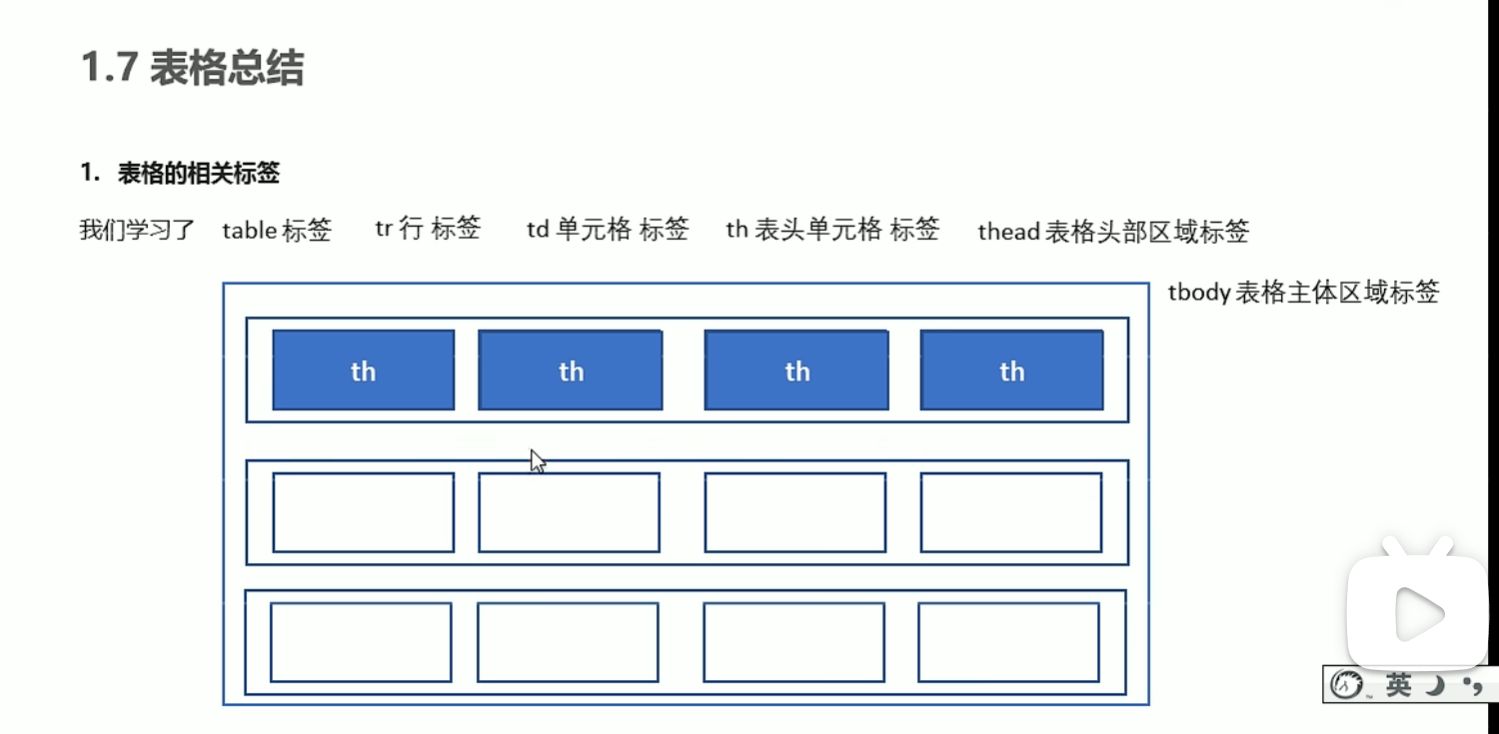 1.7 表格总结
1. 表格的相关标签
我们学习了 table 标签 tr 行 标签 td 单元格 标签 th 表头单元格 标签 thead 表格头部区域标签
tbody 表格主体区域标签
th th th th
英